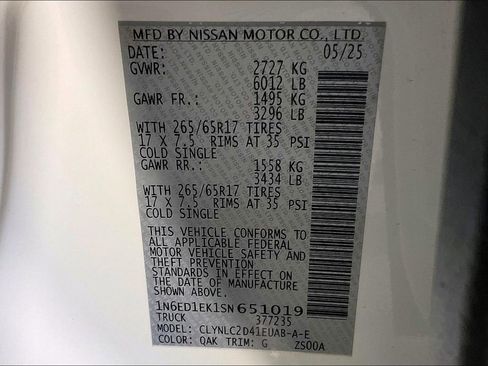 MFD BY NISSAN MOTOR CO., LTD.
DATE: 05/25
GVWR: 2727 KG
6012 LB
GAWR FR.: 1495 KG
3296 LB
WITH 265/65R17 TIRES
17 X 7.5 RIMS AT 35 PSI
COLD SINGLE
GAWR RR.: 1558 KG
3434 LB
WITH 265/65R17 TIRES
17 X 7.5 RIMS AT 35 PSI
COLD SINGLE
THIS VEHICLE CONFORMS TO
ALL APPLICABLE FEDERAL
MOTOR VEHICLE SAFETY AND
THEFT PREVENTION
STANDARDS IN EFFECT ON
THE DATE OF MANUFACTURE
SHOWN ABOVE.
1N6ED1EK1SN651019
TRUCK 377235
MODEL: CLYNLC2D41EUAB-A-E
COLOR: QAK TRIM: G ZS00A